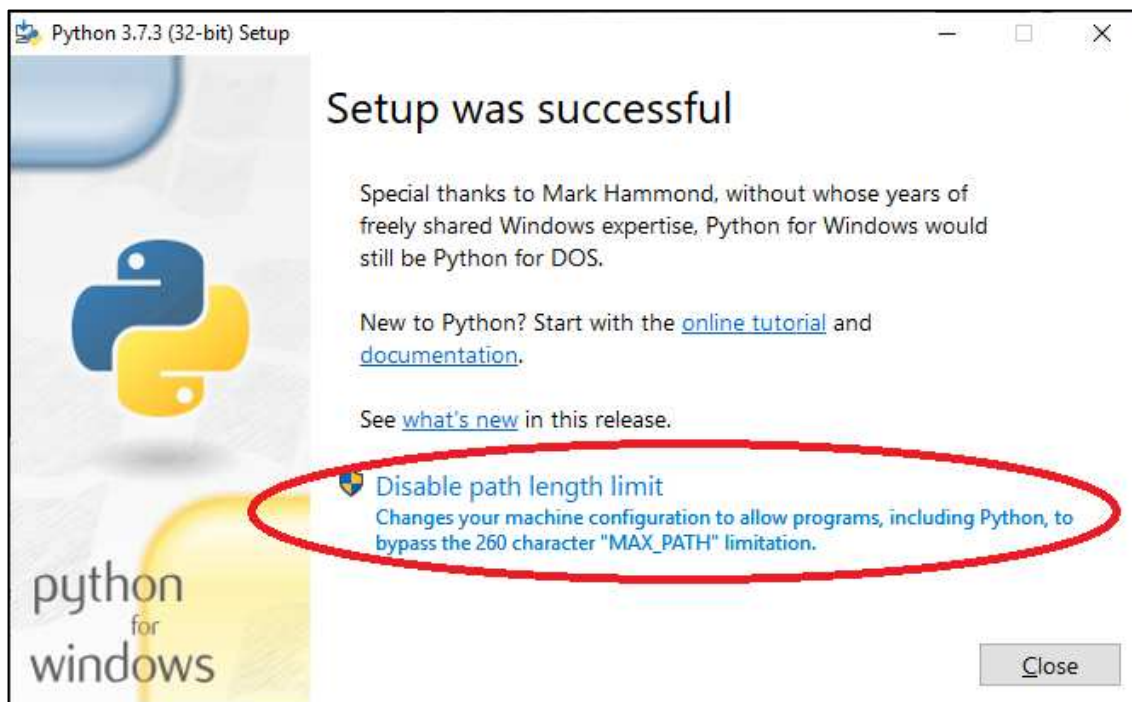 Python 3.7.3 (32-bit) Setup
Setup was successful
Special thanks to Mark Hammond, without whose years of
freely shared Windows expertise, Python for Windows would
still be Python for DOS.
New to Python? Start with the online tutorial and
documentation.
See what's new in this release.
Disable path length limit
Changes your machine configuration to allow programs, including Python, to
bypass the 260 character "MAX_PATH" limitation.
python
for
windows
Close